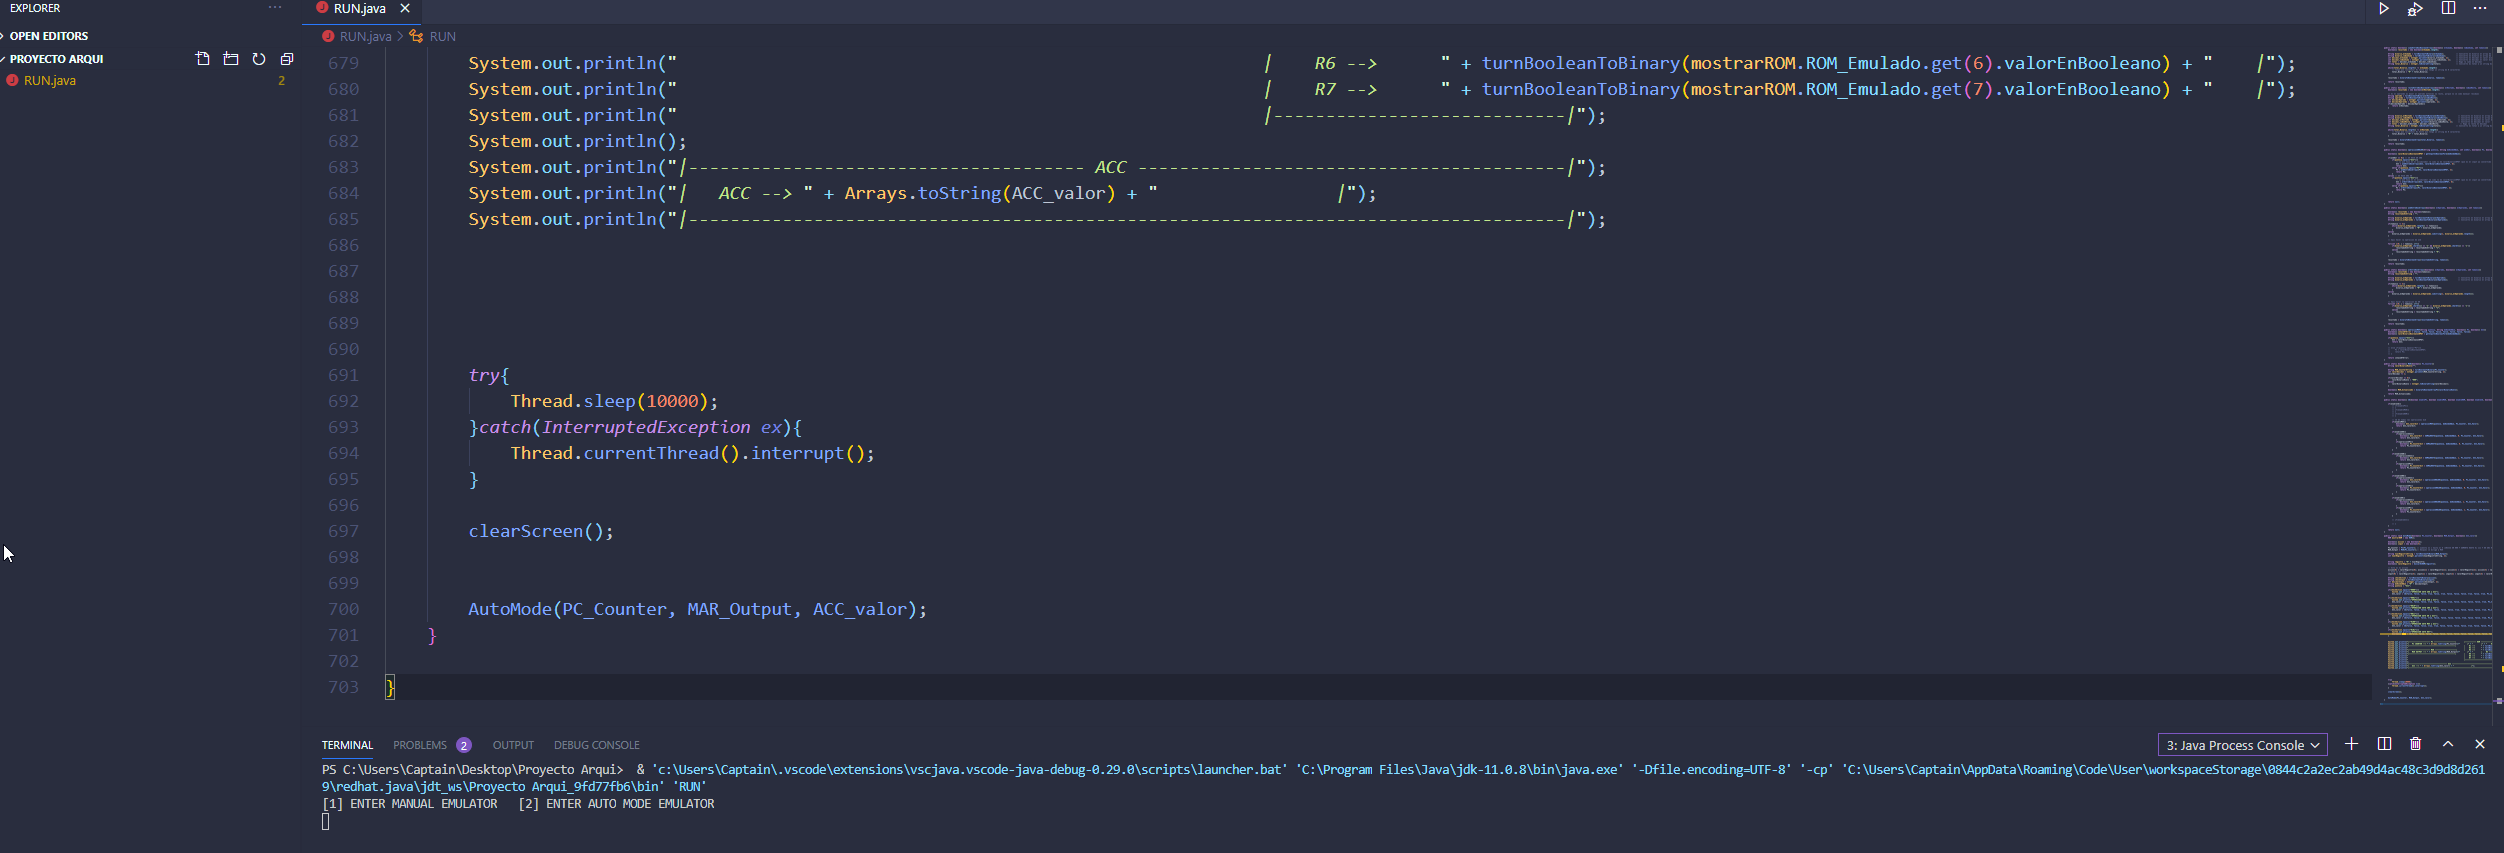 EXPLORER ...
OPEN EDITORS
PROYECTO ARQUI
RUN.java 2
RUN.java
RUN.java > RUN
679 System.out.println(" | R6 --> " + turnBooleanToBinary(mostrarROM.ROM_Emulado.get(6).valorEnBooleano) + " |");
680 System.out.println(" | R7 --> " + turnBooleanToBinary(mostrarROM.ROM_Emulado.get(7).valorEnBooleano) + " |");
681 System.out.println(" |----------------------------|");
682 System.out.println();
683 System.out.println("|-------------------------------------- ACC -----------------------------------------|");
684 System.out.println("| ACC --> " + Arrays.toString(ACC_valor) + " |");
685 System.out.println("|------------------------------------------------------------------------------------|");
686
687
688
689
690
691 try{
692 Thread.sleep(10000);
693 }catch(InterruptedException ex){
694 Thread.currentThread().interrupt();
695 }
696
697 clearScreen();
698
699
700 AutoMode(PC_Counter, MAR_Output, ACC_valor);
701 }
702
703 }
TERMINAL PROBLEMS 2 OUTPUT DEBUG CONSOLE 3: Java Process Console
PS C:\Users\Captain\Desktop\Proyecto Arqui> & 'c:\Users\Captain\.vscode\extensions\vscjava.vscode-java-debug-0.29.0\scripts\launcher.bat' 'C:\Program Files\Java\jdk-11.0.8\bin\java.exe' '-Dfile.encoding=UTF-8' '-cp' 'C:\Users\Captain\AppData\Roaming\Code\User\workspaceStorage\0844c2a2ec2ab49d4ac48c3d9d8d261
9\redhat.java\jdt_ws\Proyecto Arqui_9fd77fb6\bin' 'RUN'
[1] ENTER MANUAL EMULATOR [2] ENTER AUTO MODE EMULATOR